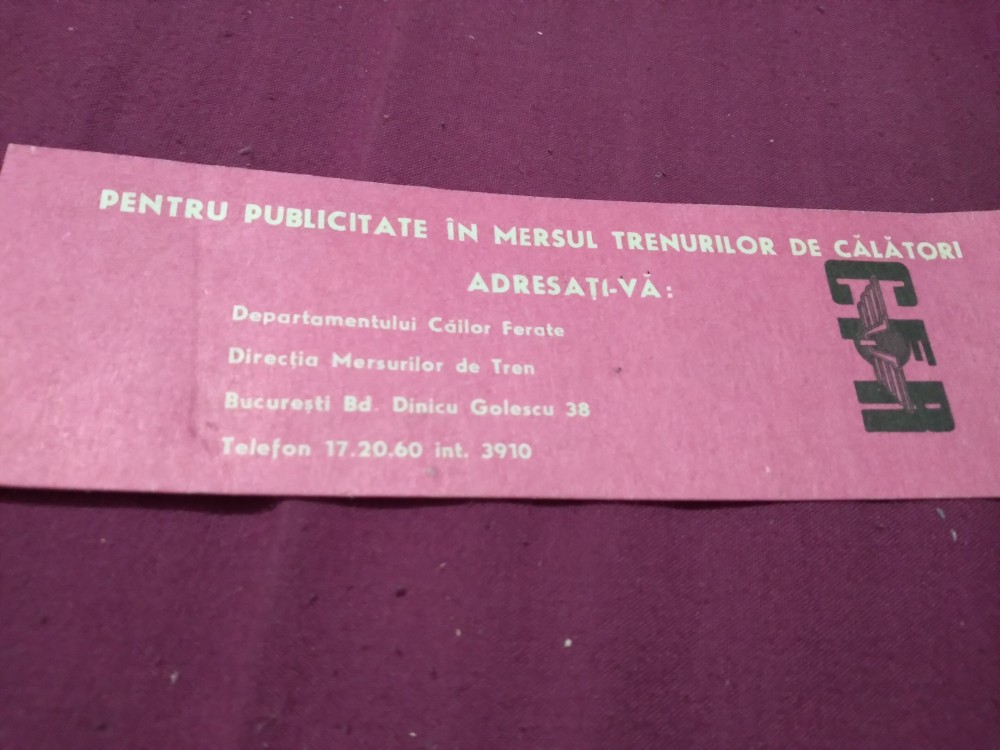 PENTRU PUBLICITATE ÎN MERSUL TRENURILOR DE CĂLĂTORI
ADRESAȚI-VĂ:
Departamentului Căilor Ferate
Direcția Mersurilor de Tren
București Bd. Dinicu Golescu 38
Telefon 17.20.60 int. 3910
CFR